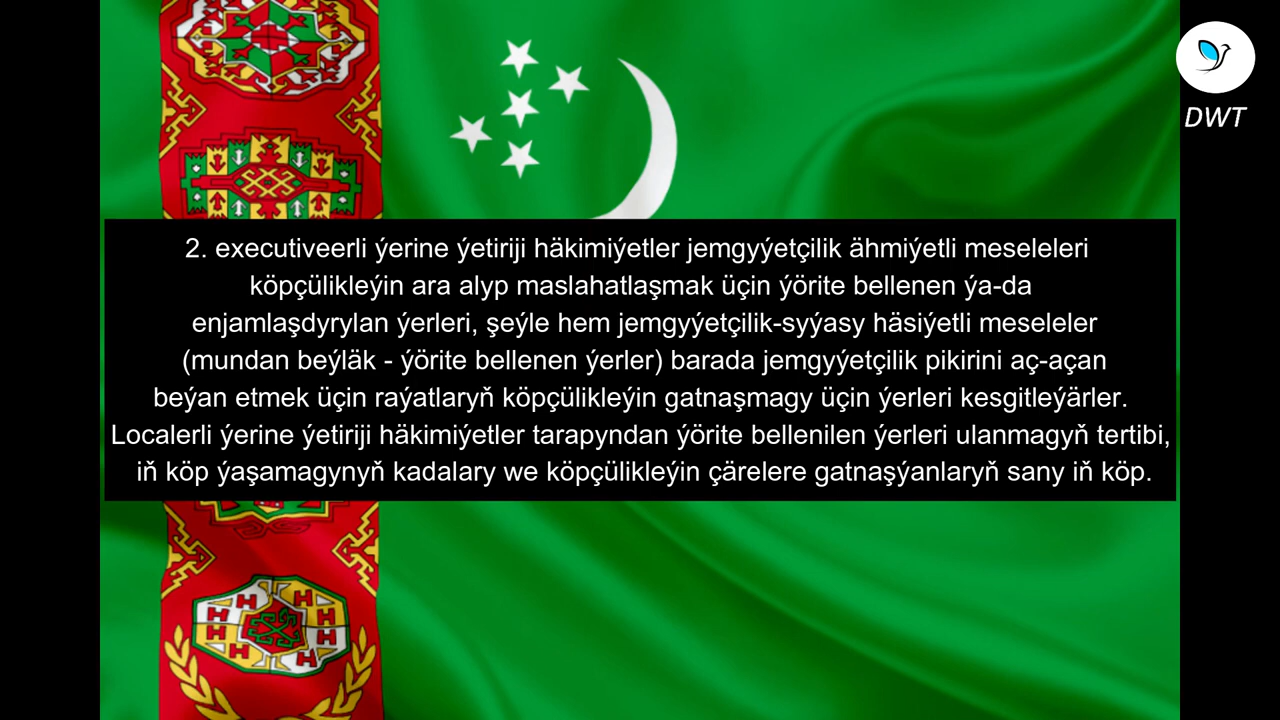 DWT
2. executiveerli ýerine ýetiriji häkimiýetler jemgyýetçilik ähmiýetli meseleleri
köpçülikleýin ara alyp maslahatlaşmak üçin ýörite bellenen ýa-da
enjamlaşdyrylan ýerleri, şeýle hem jemgyýetçilik-syýasy häsiýetli meseleler
(mundan beýläk - ýörite bellenen ýerler) barada jemgyýetçilik pikirini aç-açan
beýan etmek üçin raýatlaryň köpçülikleýin gatnaşmagy üçin ýerleri kesgitleýärler.
Localerli ýerine ýetiriji häkimiýetler tarapyndan ýörite bellenilen ýerleri ulanmagyň tertibi,
iň köp ýaşamagynyň kadalary we köpçülikleýin çärelere gatnaşýanlaryň sany iň köp.